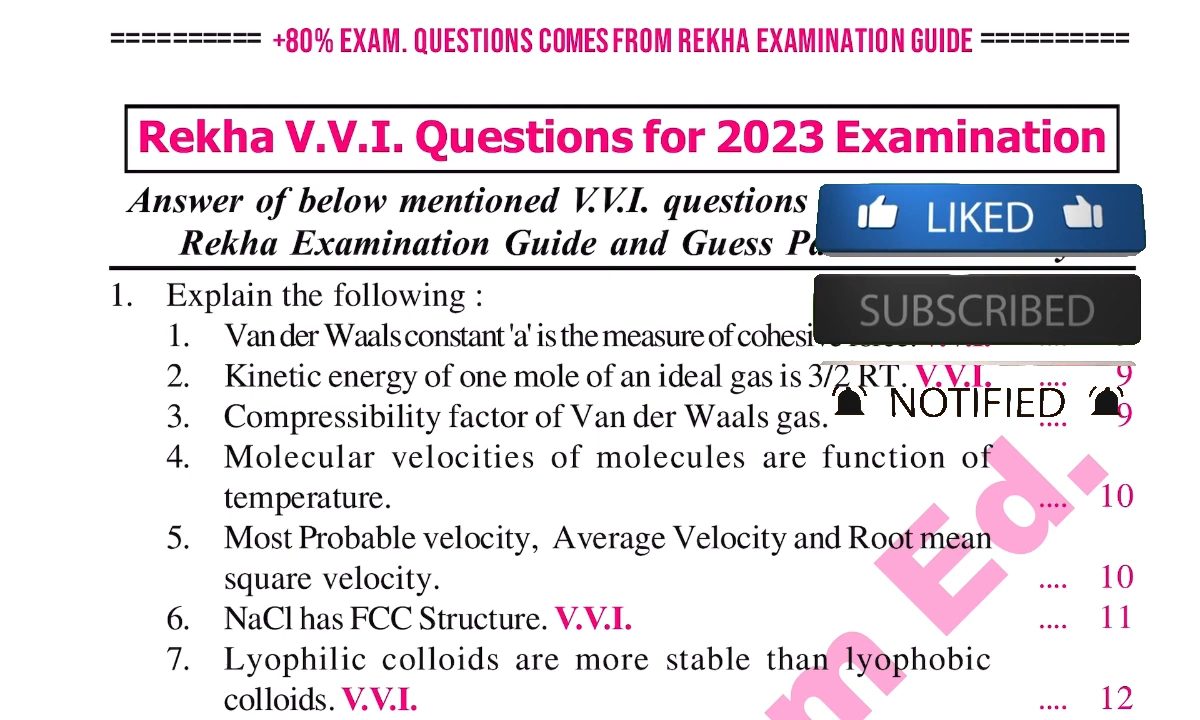 ========== +80% EXAM. QUESTIONS COMES FROM REKHA EXAMINATION GUIDE ==========
Rekha V.V.I. Questions for 2023 Examination
Answer of below mentioned V.V.I. questions
LIKED
Rekha Examination Guide and Guess
1. Explain the following :
SUBSCRIBED
1. Van der Waals constant 'a' is the measure of
2. Kinetic energy of one mole of an ideal gas is 3/2 RT. V.V.I. .... 9
NOTIFIED
3. Compressibility factor of Van der Waals gas. .... 9
4. Molecular velocities of molecules are function of
temperature. .... 10
5. Most Probable velocity, Average Velocity and Root mean
square velocity. .... 10
6. NaCl has FCC Structure. V.V.I. .... 11
7. Lyophilic colloids are more stable than lyophobic
colloids. V.V.I. .... 12
Ed.